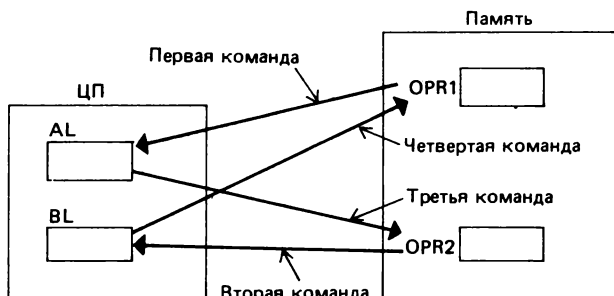 Память
Первая команда
OPR1
ЦП
AL
Четвертая команда
Третья команда
BL
OPR2
Вторая команда